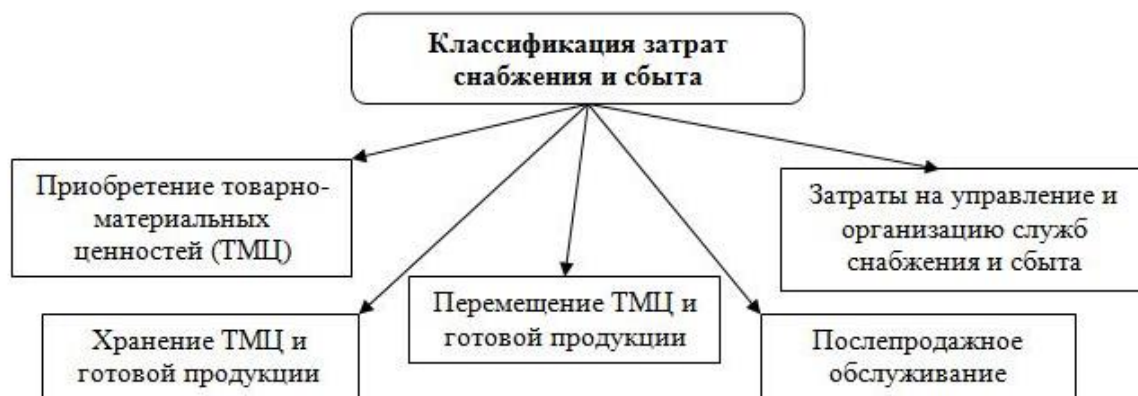 Классификация затрат
снабжения и сбыта
Приобретение товарно-
материальных
ценностей (ТМЦ)
Затраты на управление и
организацию служб
снабжения и сбыта
Хранение ТМЦ и
готовой продукции
Перемещение ТМЦ и
готовой продукции
Послепродажное
обслуживание